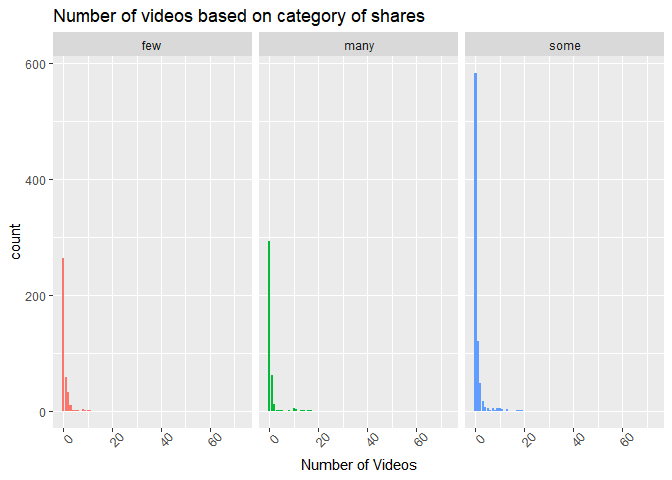 Number of videos based on category of shares
few many some
600
400
200
0
count
0 20 40 60 0 20 40 60 0 20 40 60
Number of Videos